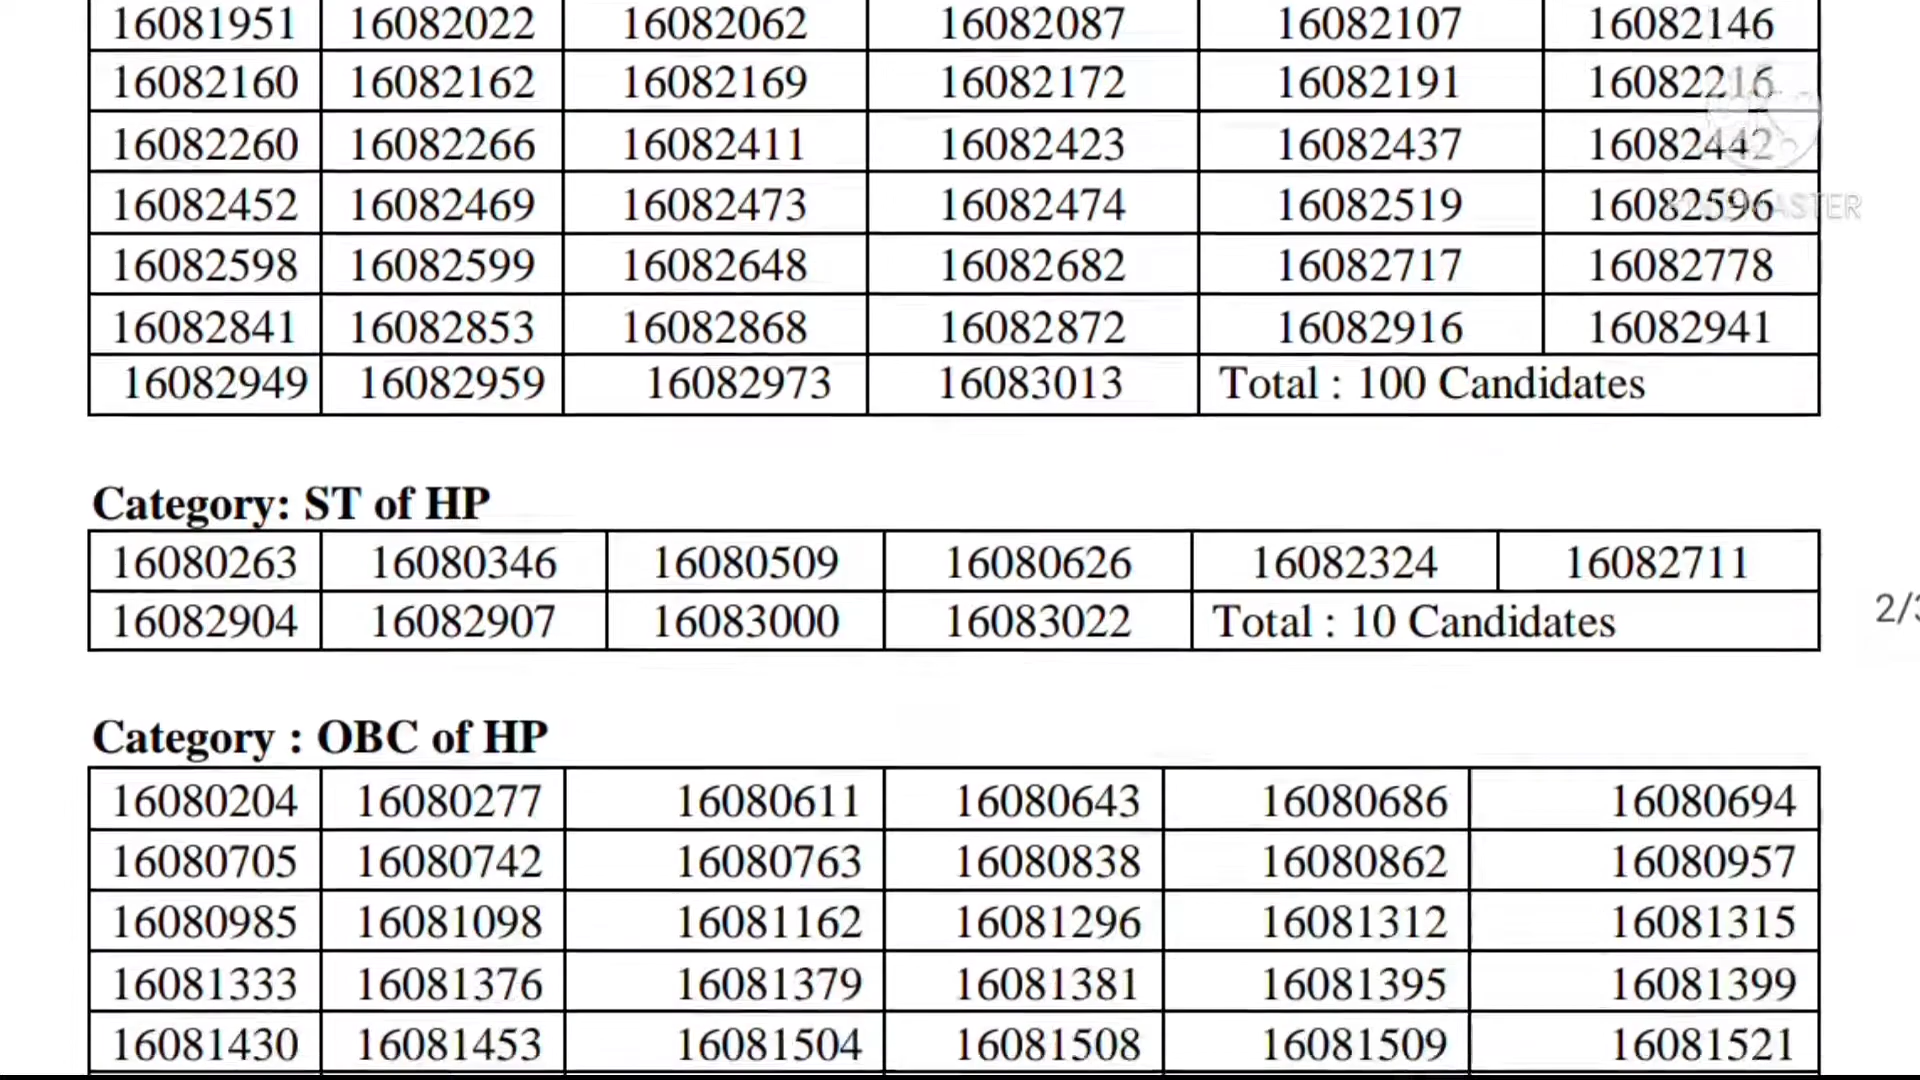 16081951 16082022 16082062 16082087 16082107 16082146
16082160 16082162 16082169 16082172 16082191 16082216
16082260 16082266 16082411 16082423 16082437 16082442
16082452 16082469 16082473 16082474 16082519 16082596
16082598 16082599 16082648 16082682 16082717 16082778
16082841 16082853 16082868 16082872 16082916 16082941
16082949 16082959 16082973 16083013 Total : 100 Candidates
Category: ST of HP
16080263 16080346 16080509 16080626 16082324 16082711
16082904 16082907 16083000 16083022 Total : 10 Candidates
2/3
Category : OBC of HP
16080204 16080277 16080611 16080643 16080686 16080694
16080705 16080742 16080763 16080838 16080862 16080957
16080985 16081098 16081162 16081296 16081312 16081315
16081333 16081376 16081379 16081381 16081395 16081399
16081430 16081453 16081504 16081508 16081509 16081521